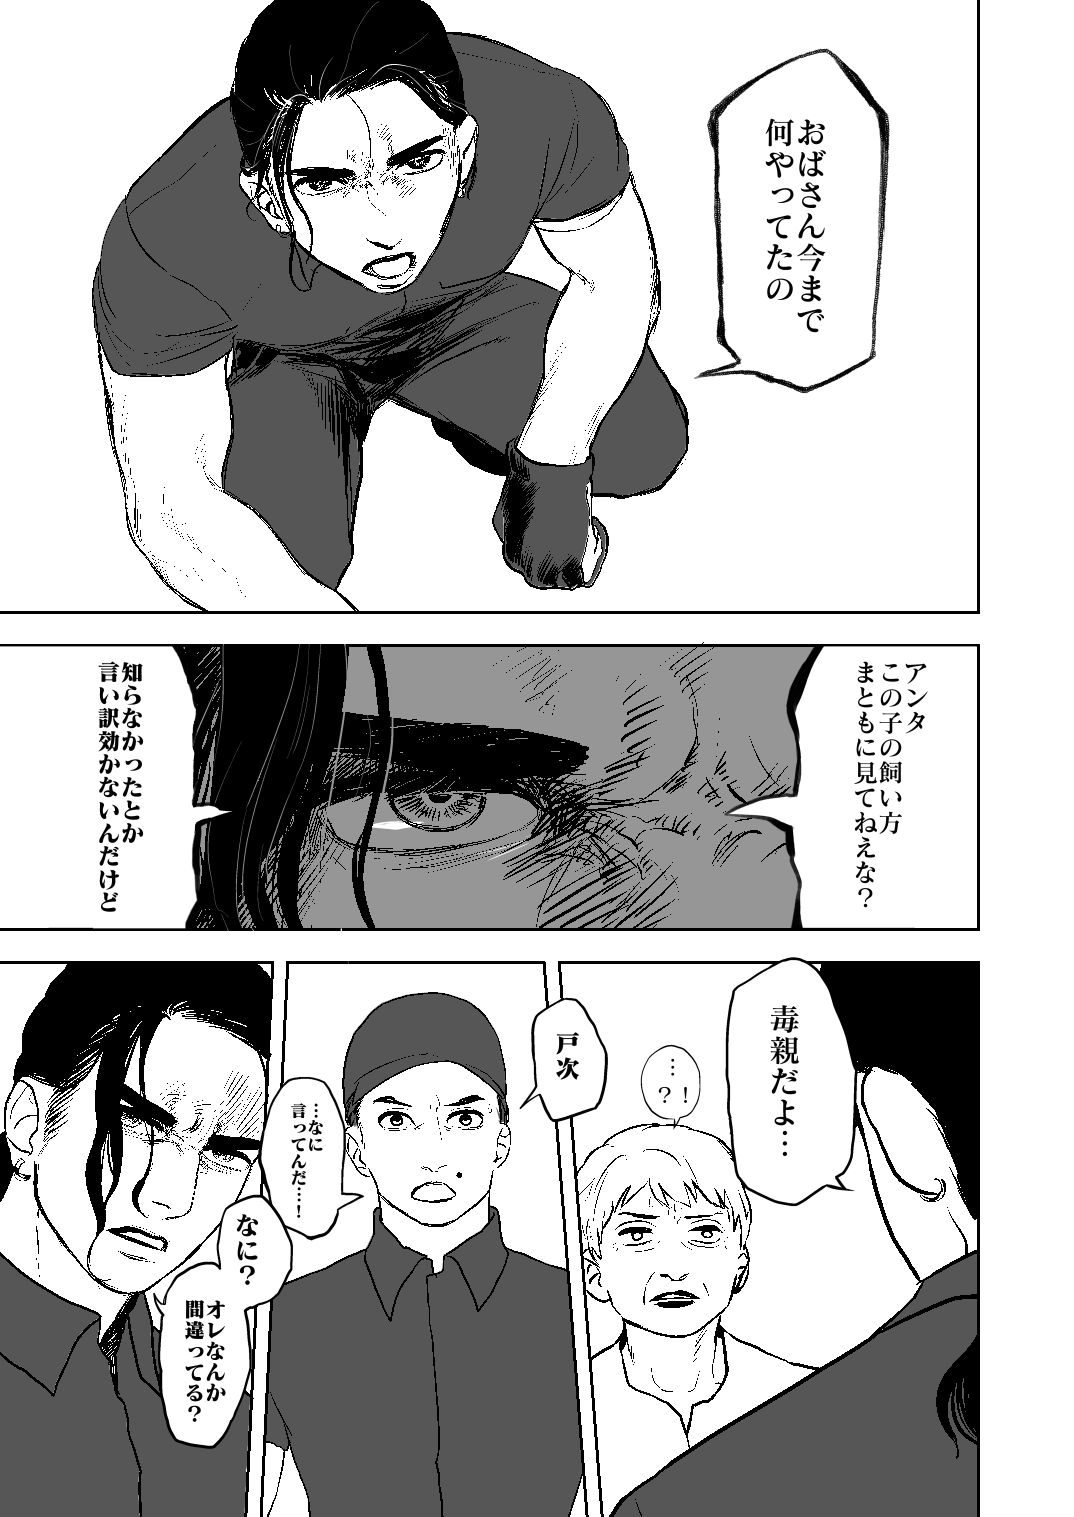 おばさん今まで
何やってたの
アンタ
この子の飼い方
まともに見てねえな？
知らなかったとか
言い訳効かないんだけど
毒親だよ…
…?!
戸次
…なに
言ってんだ…！
なに？
オレなんか
間違ってる？